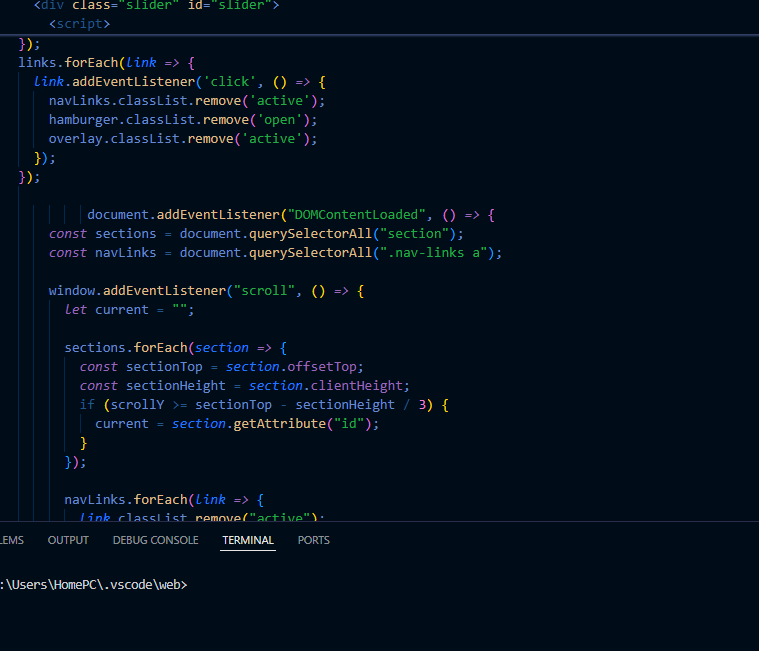 <div class="slider" id="slider">
<script>
});
links.forEach(link => {
link.addEventListener('click', () => {
navLinks.classList.remove('active');
hamburger.classList.remove('open');
overlay.classList.remove('active');
});
});
document.addEventListener("DOMContentLoaded", () => {
const sections = document.querySelectorAll("section");
const navLinks = document.querySelectorAll(".nav-links a");
window.addEventListener("scroll", () => {
let current = "";
sections.forEach(section => {
const sectionTop = section.offsetTop;
const sectionHeight = section.clientHeight;
if (scrollY >= sectionTop - sectionHeight / 3) {
current = section.getAttribute("id");
}
});
navLinks.forEach(link => {
link.classList.remove("active");
LEMS OUTPUT DEBUG CONSOLE TERMINAL PORTS
:\Users\HomePC\.vscode\web>